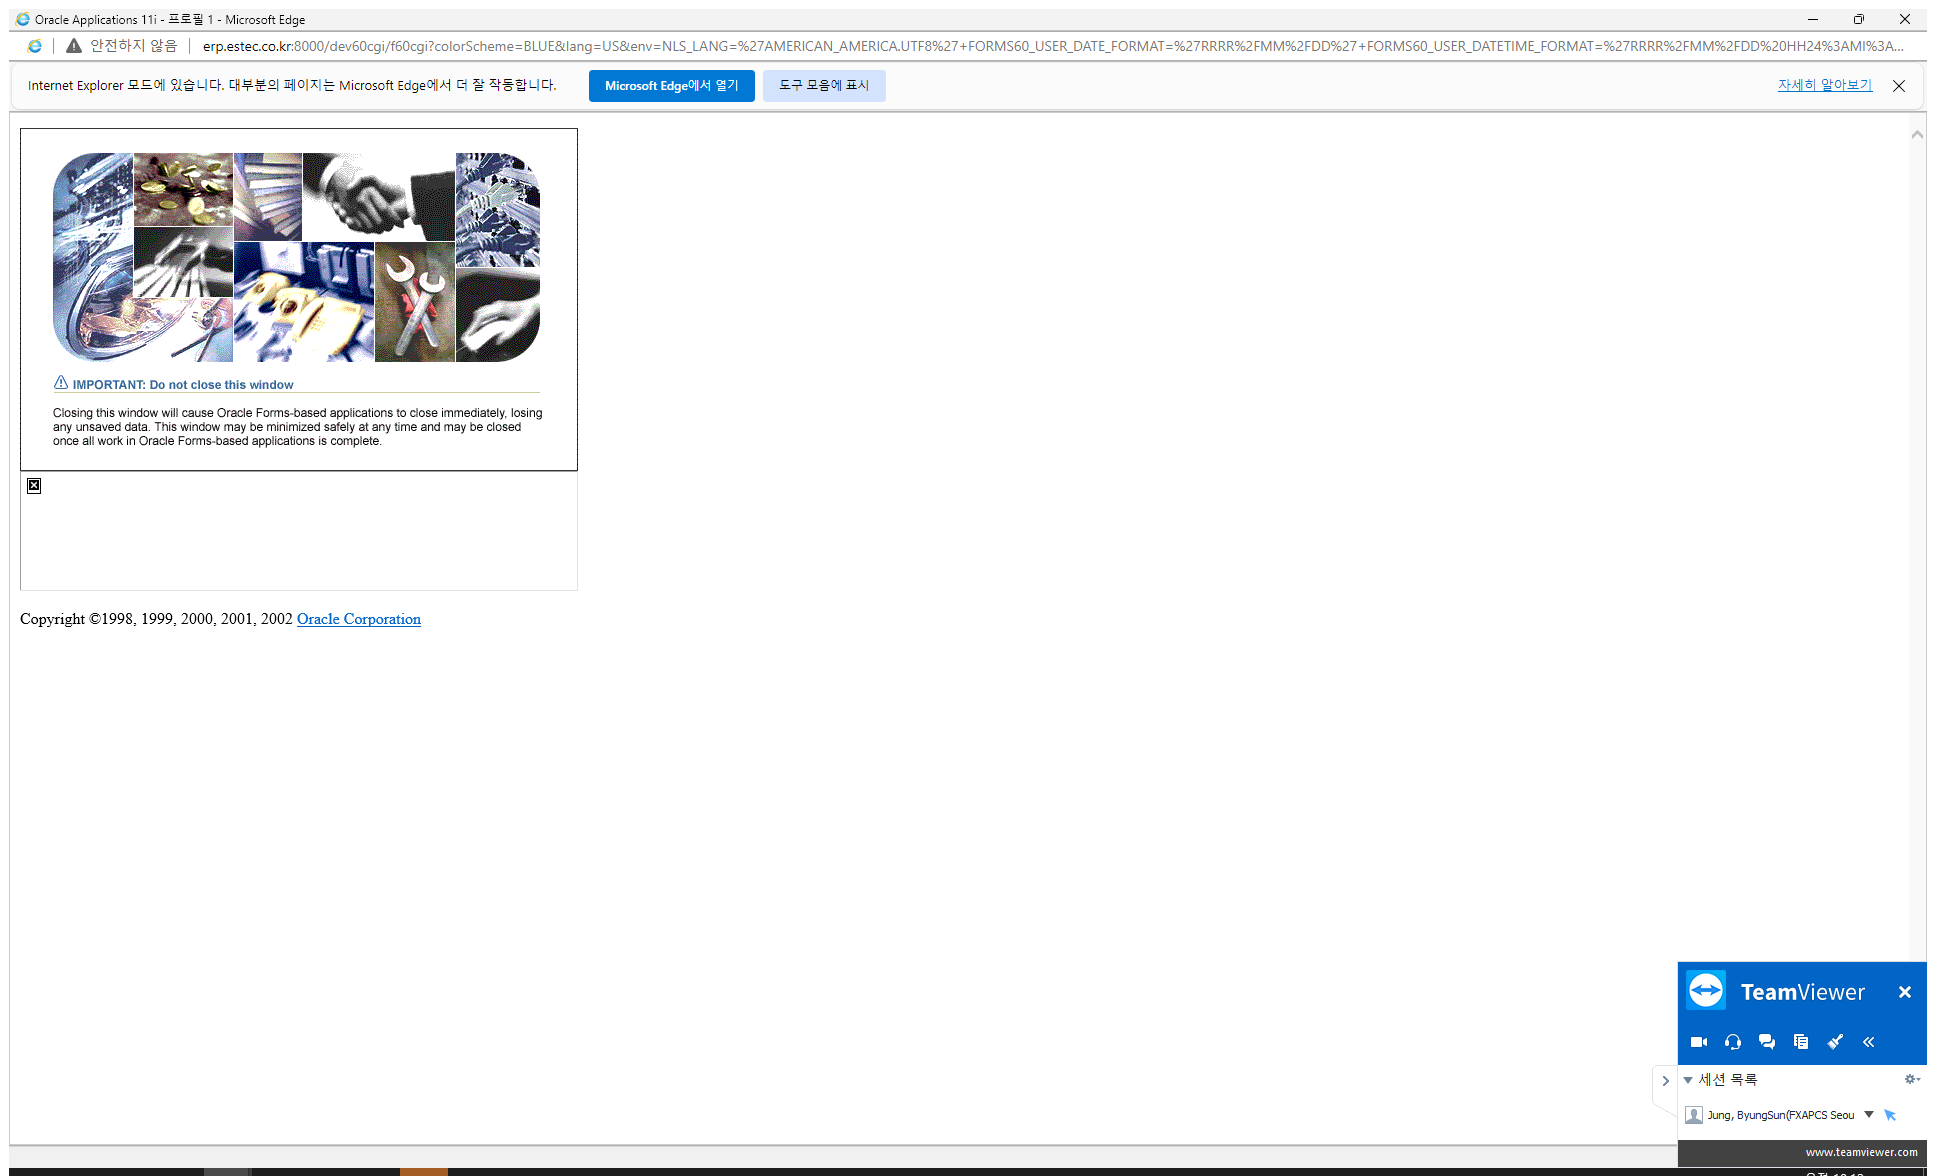 Oracle Applications 11i - 프로필 1 - Microsoft Edge
안전하지 않음
erp.estec.co.kr:8000/dev60cgi/f60cgi?colorScheme=BLUE&lang=US&env=NLS_LANG=%27AMERICAN_AMERICA.UTF8%27+FORMS60_USER_DATE_FORMAT=%27RRRR%2FMM%2FDD%27+FORMS60_USER_DATETIME_FORMAT=%27RRRR%2FMM%2FDD%20HH24%3AMI%3A...
Internet Explorer 모드에 있습니다. 대부분의 페이지는 Microsoft Edge에서 더 잘 작동합니다.
Microsoft Edge에서 열기
도구 모음에 표시
자세히 알아보기
IMPORTANT: Do not close this window
Closing this window will cause Oracle Forms-based applications to close immediately, losing
any unsaved data. This window may be minimized safely at any time and may be closed
once all work in Oracle Forms-based applications is complete.
Copyright ©1998, 1999, 2000, 2001, 2002 Oracle Corporation
TeamViewer
세션 목록
Jung, ByungSun(FXAPCS Seou
www.teamviewer.com